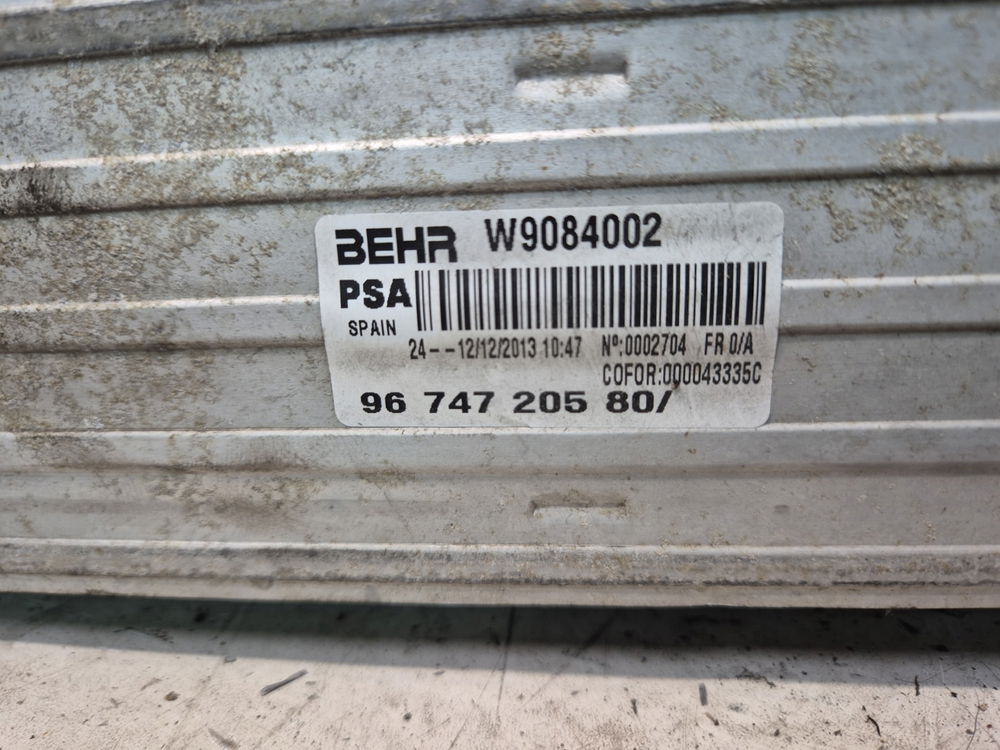 BEHR W9084002
PSA
SPAIN
24--12/12/2013 10:47 Nº:0002704 FR 0/A
COFOR:000043335C
96 747 205 80/